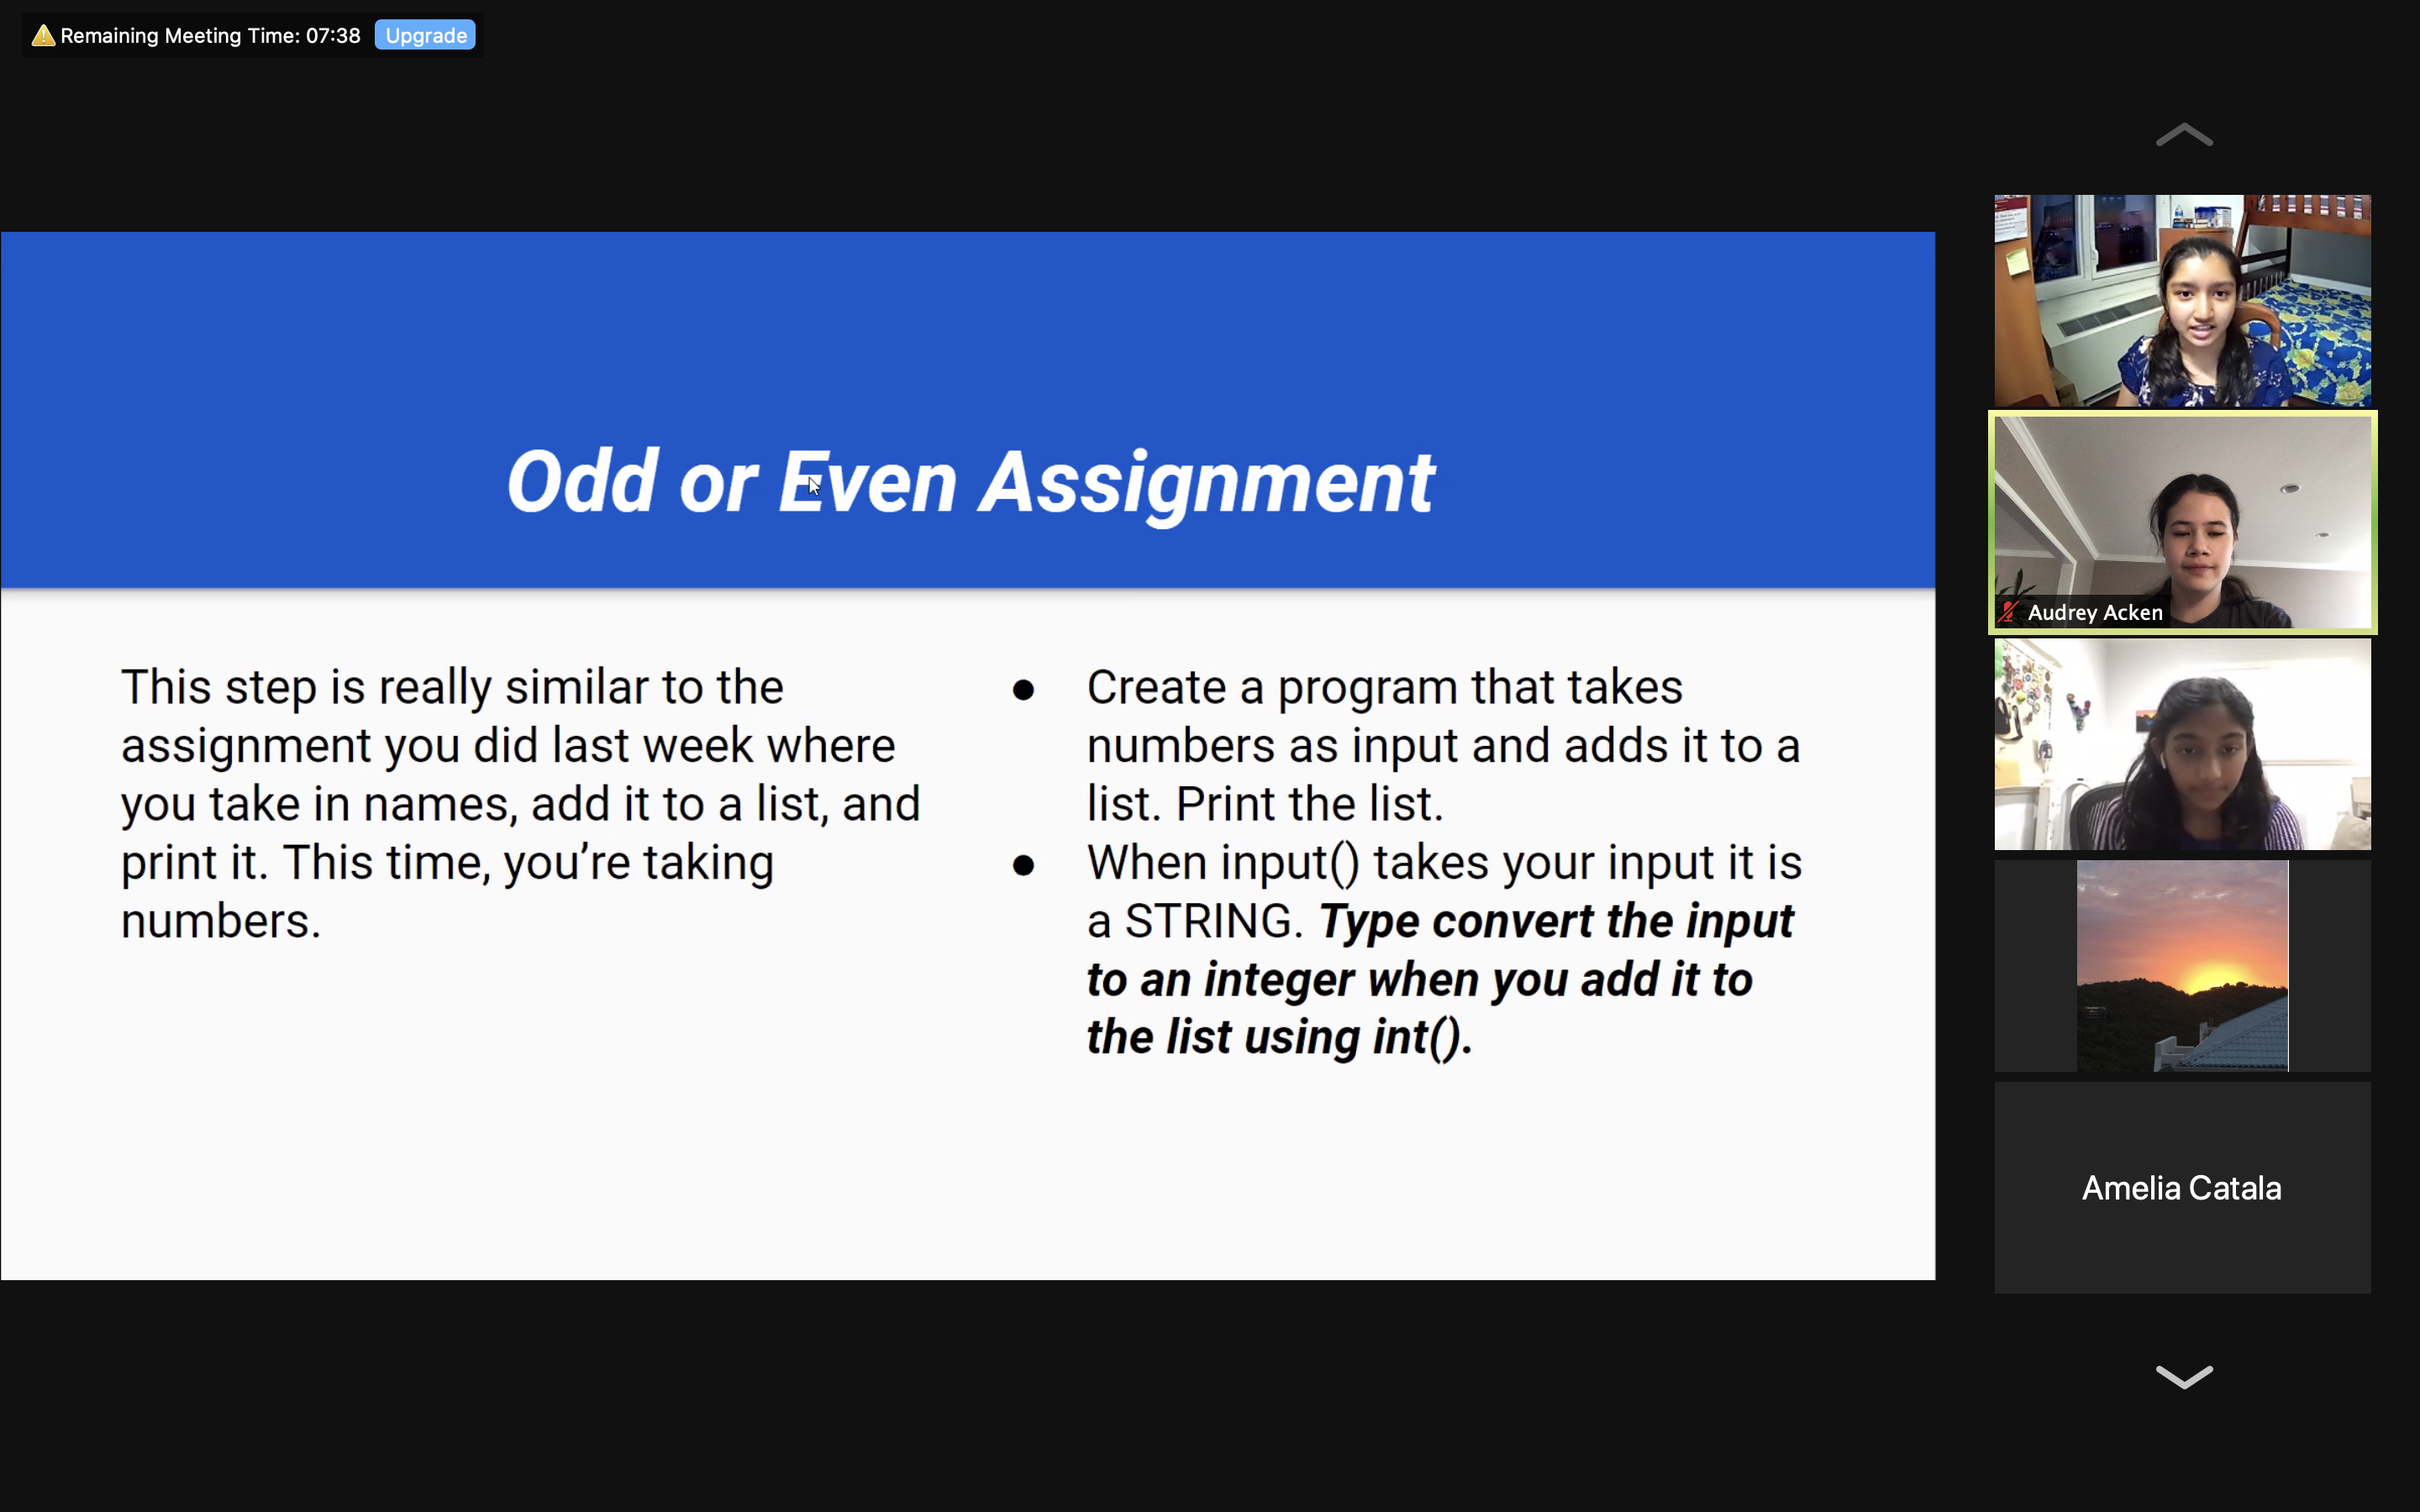 Remaining Meeting Time: 07:38 Upgrade
Odd or Even Assignment
This step is really similar to the
assignment you did last week where
you take in names, add it to a list, and
print it. This time, you’re taking
numbers.
● Create a program that takes
numbers as input and adds it to a
list. Print the list.
● When input() takes your input it is
a STRING. Type convert the input
to an integer when you add it to
the list using int().
Audrey Acken
Amelia Catala